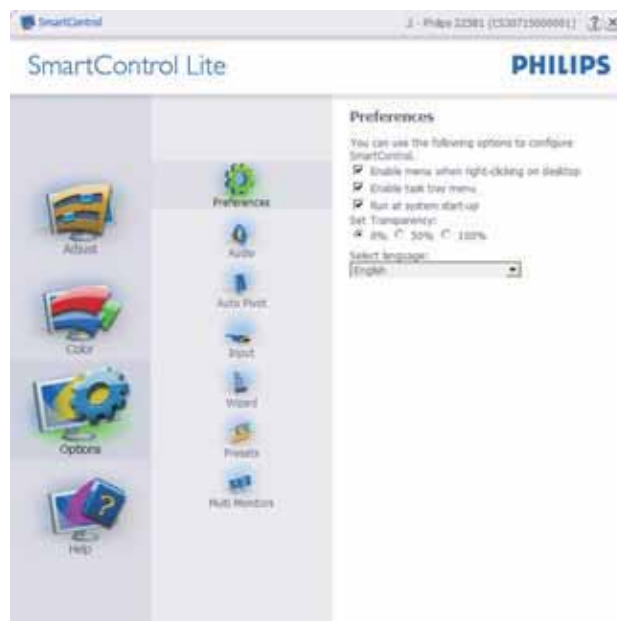 SmartControl
SmartControl Lite
PHILIPS
Adjust
Color
Options
Help
Preferences
Audio
Auto Pivot
Input
Wizard
Presets
Multi Monitors
Preferences
You can use the following options to configure
SmartControl.
Enable menu when right-clicking on desktop
Enable task tray menu
Run at system start-up
Set Transparency:
0% 50% 100%
Select language:
English